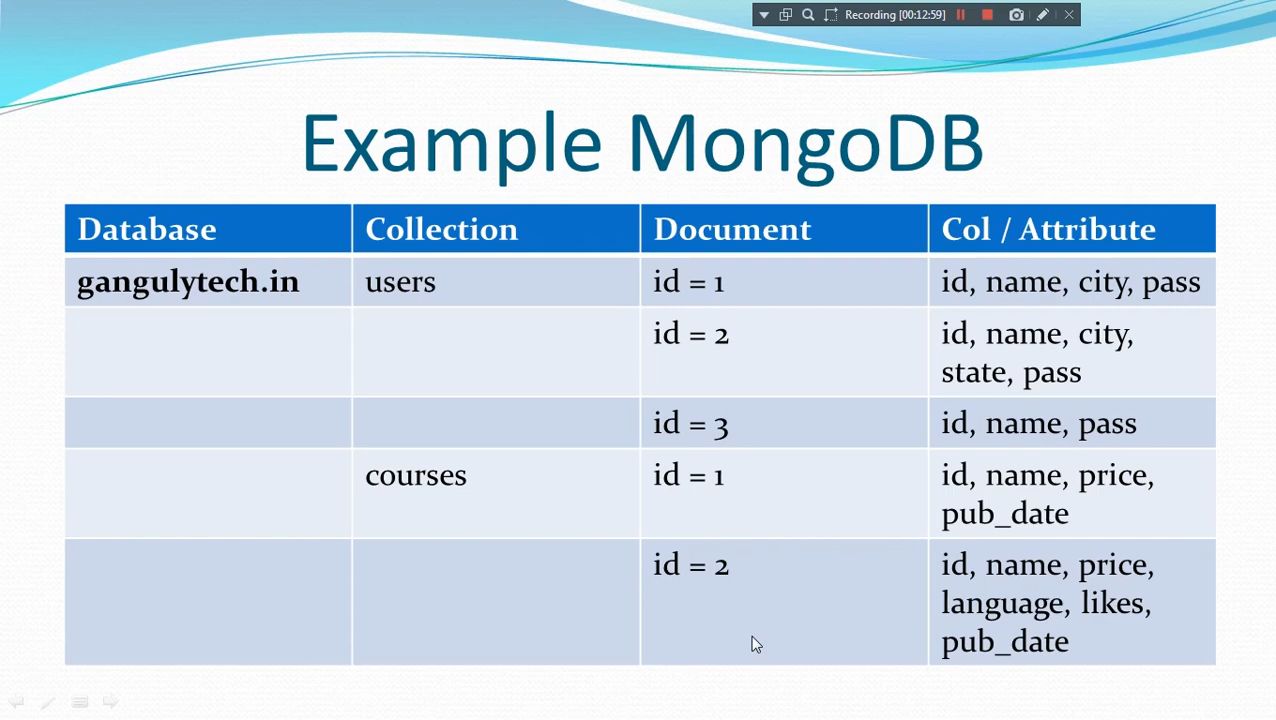 Recording [00:12:59]
Example MongoDB
Database Collection Document Col / Attribute
gangulytech.in users id = 1 id, name, city, pass
id = 2 id, name, city,
state, pass
id = 3 id, name, pass
courses id = 1 id, name, price,
pub_date
id = 2 id, name, price,
language, likes,
pub_date